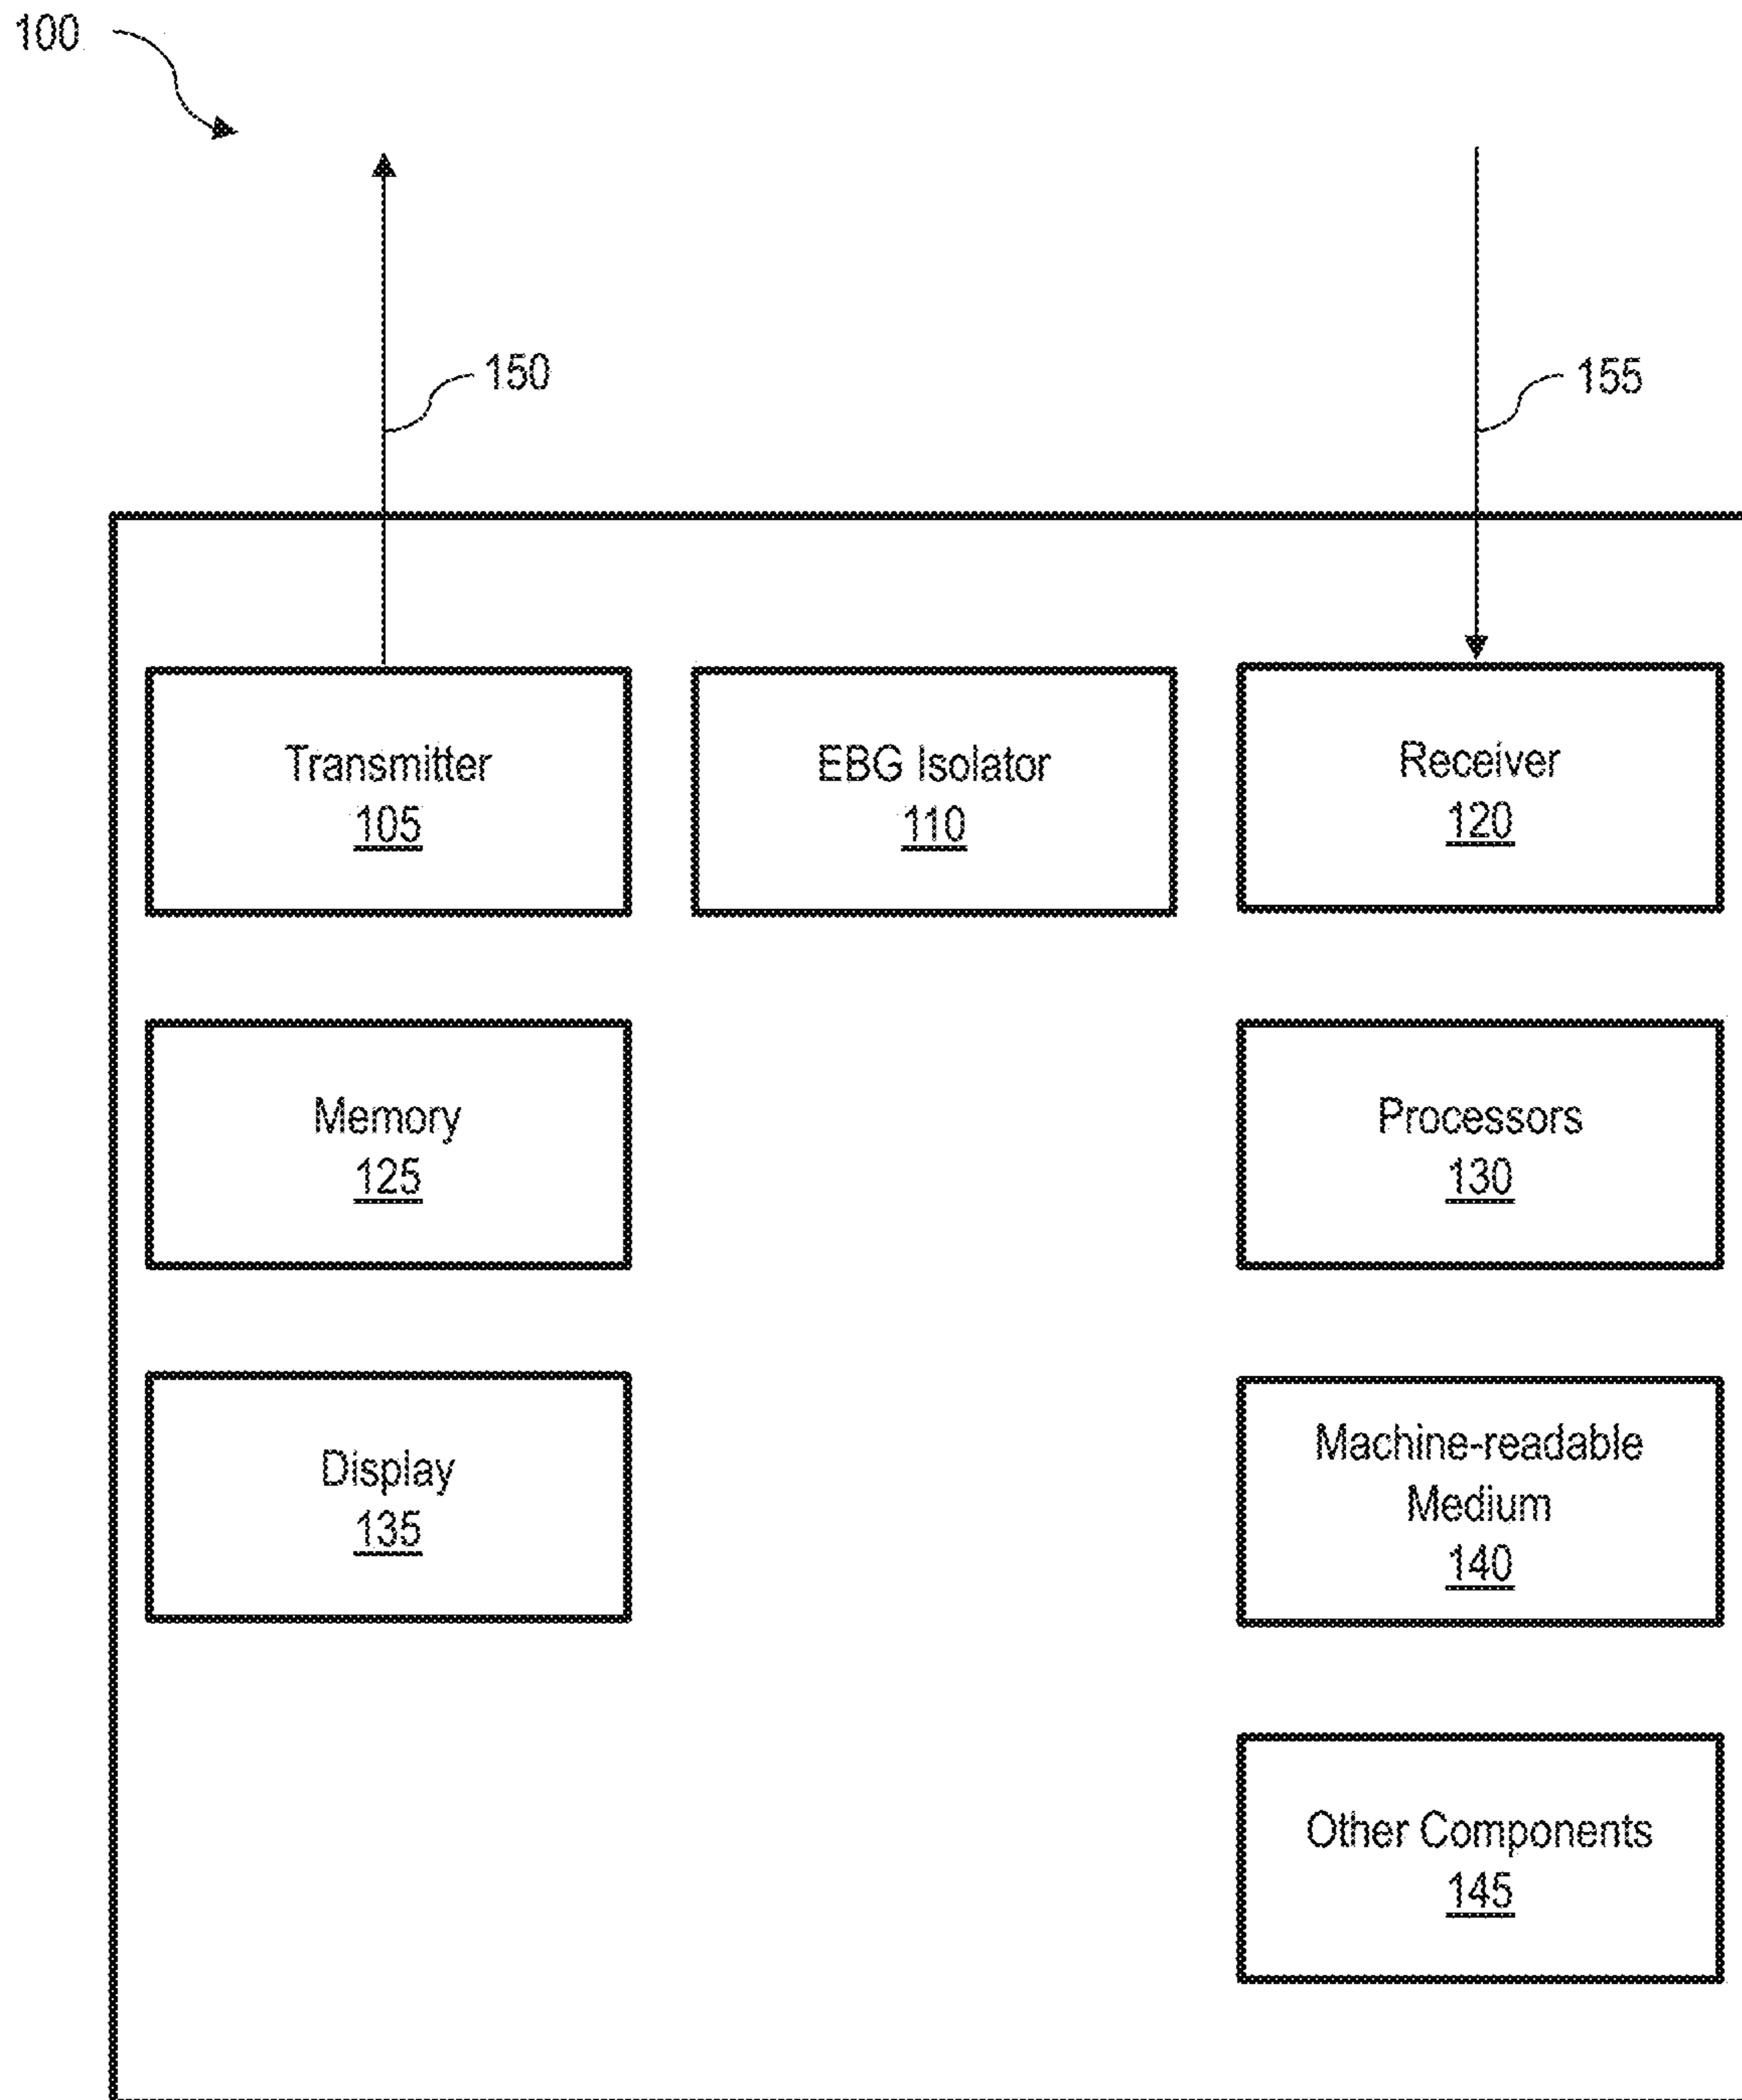 100
150
155
Transmitter
105
EBG Isolator
110
Receiver
120
Memory
125
Processors
130
Display
135
Machine-readable
Medium
140
Other Components
145